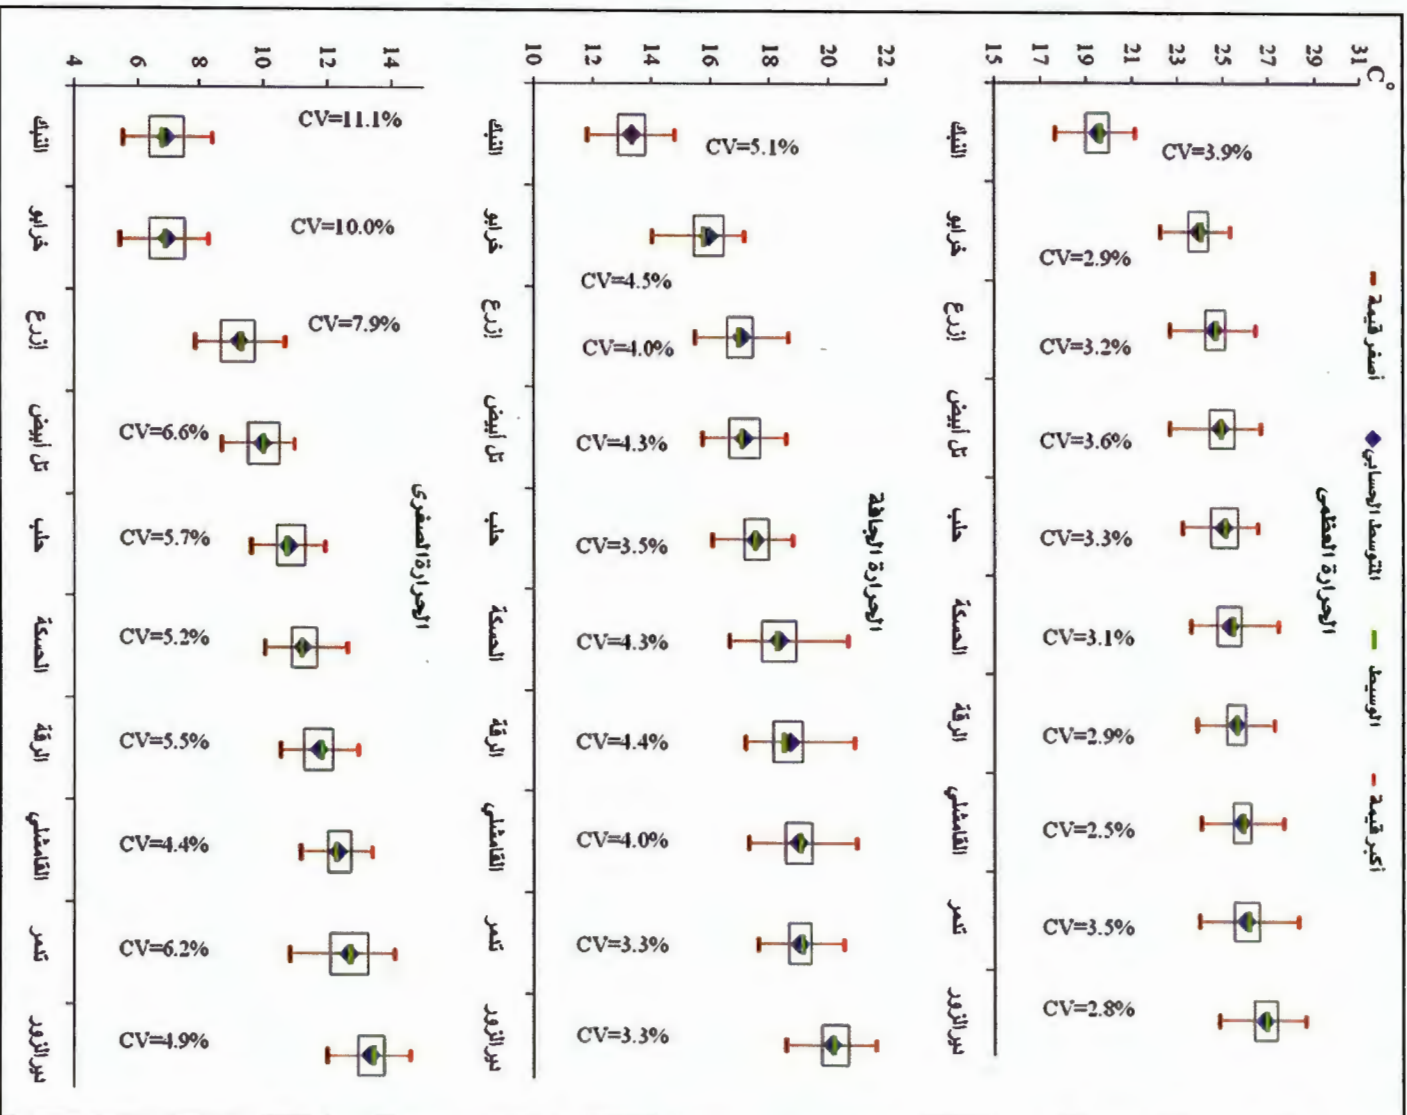 أصغر قيمة
المتوسط الحسابي
الوسيط
أكبر قيمة
C°
31
29
27
25
23
21
19
17
15
الحرارة العظمى
CV=3.9%
CV=2.9%
CV=3.2%
CV=3.6%
CV=3.3%
CV=3.1%
CV=2.9%
CV=2.5%
CV=3.5%
CV=2.8%
النبك
خرابو
إزرع
تل أبيض
حلب
الحسكة
الرقة
القامشلي
تدمر
دير الزور
22
20
18
16
14
12
10
الحرارة الجافة
CV=5.1%
CV=4.5%
CV=4.0%
CV=4.3%
CV=3.5%
CV=4.3%
CV=4.4%
CV=4.0%
CV=3.3%
CV=3.3%
النبك
خرابو
إزرع
تل أبيض
حلب
الحسكة
الرقة
القامشلي
تدمر
دير الزور
14
12
10
8
6
4
الحرارة الصغرى
CV=11.1%
CV=10.0%
CV=7.9%
CV=6.6%
CV=5.7%
CV=5.2%
CV=5.5%
CV=4.4%
CV=6.2%
CV=4.9%
النبك
خرابو
إزرع
تل أبيض
حلب
الحسكة
الرقة
القامشلي
تدمر
دير الزور